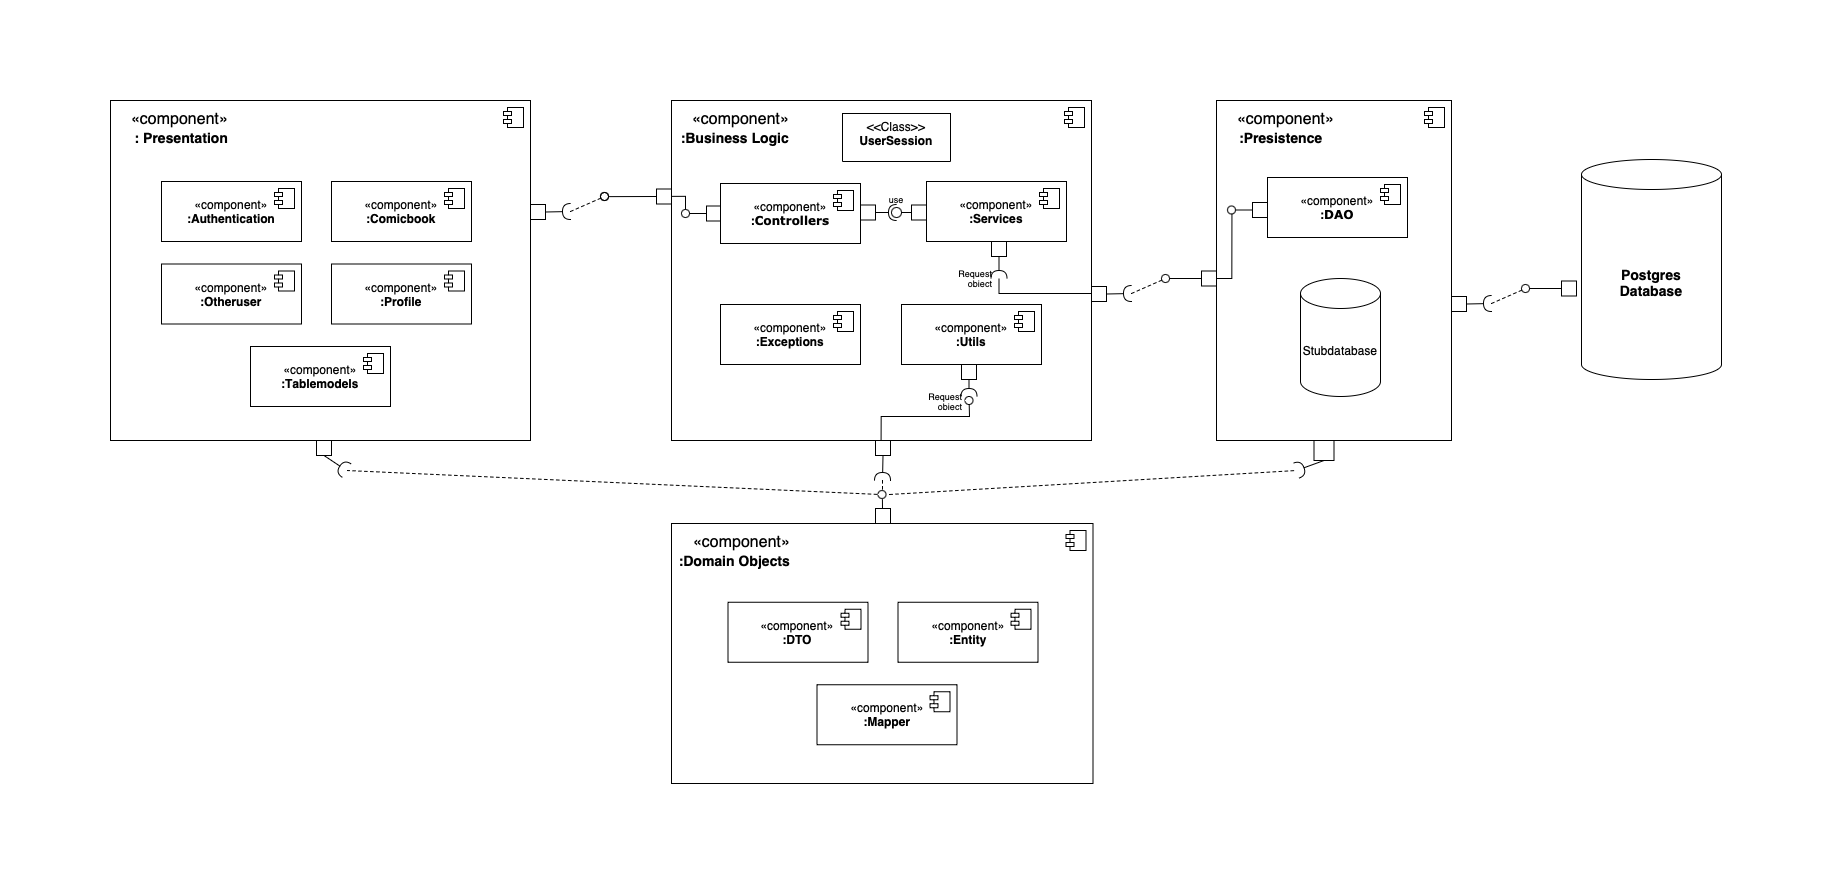 «component»
: Presentation
«component»
:Authentication
«component»
:Comicbook
«component»
:Otheruser
«component»
:Profile
«component»
:Tablemodels
«component»
:Business Logic
<<Class>>
UserSession
«component»
:Controllers
use
«component»
:Services
Request
obiect
«component»
:Exceptions
«component»
:Utils
Request
obiect
«component»
:Presistence
«component»
:DAO
Stubdatabase
Postgres
Database
«component»
:Domain Objects
«component»
:DTO
«component»
:Entity
«component»
:Mapper